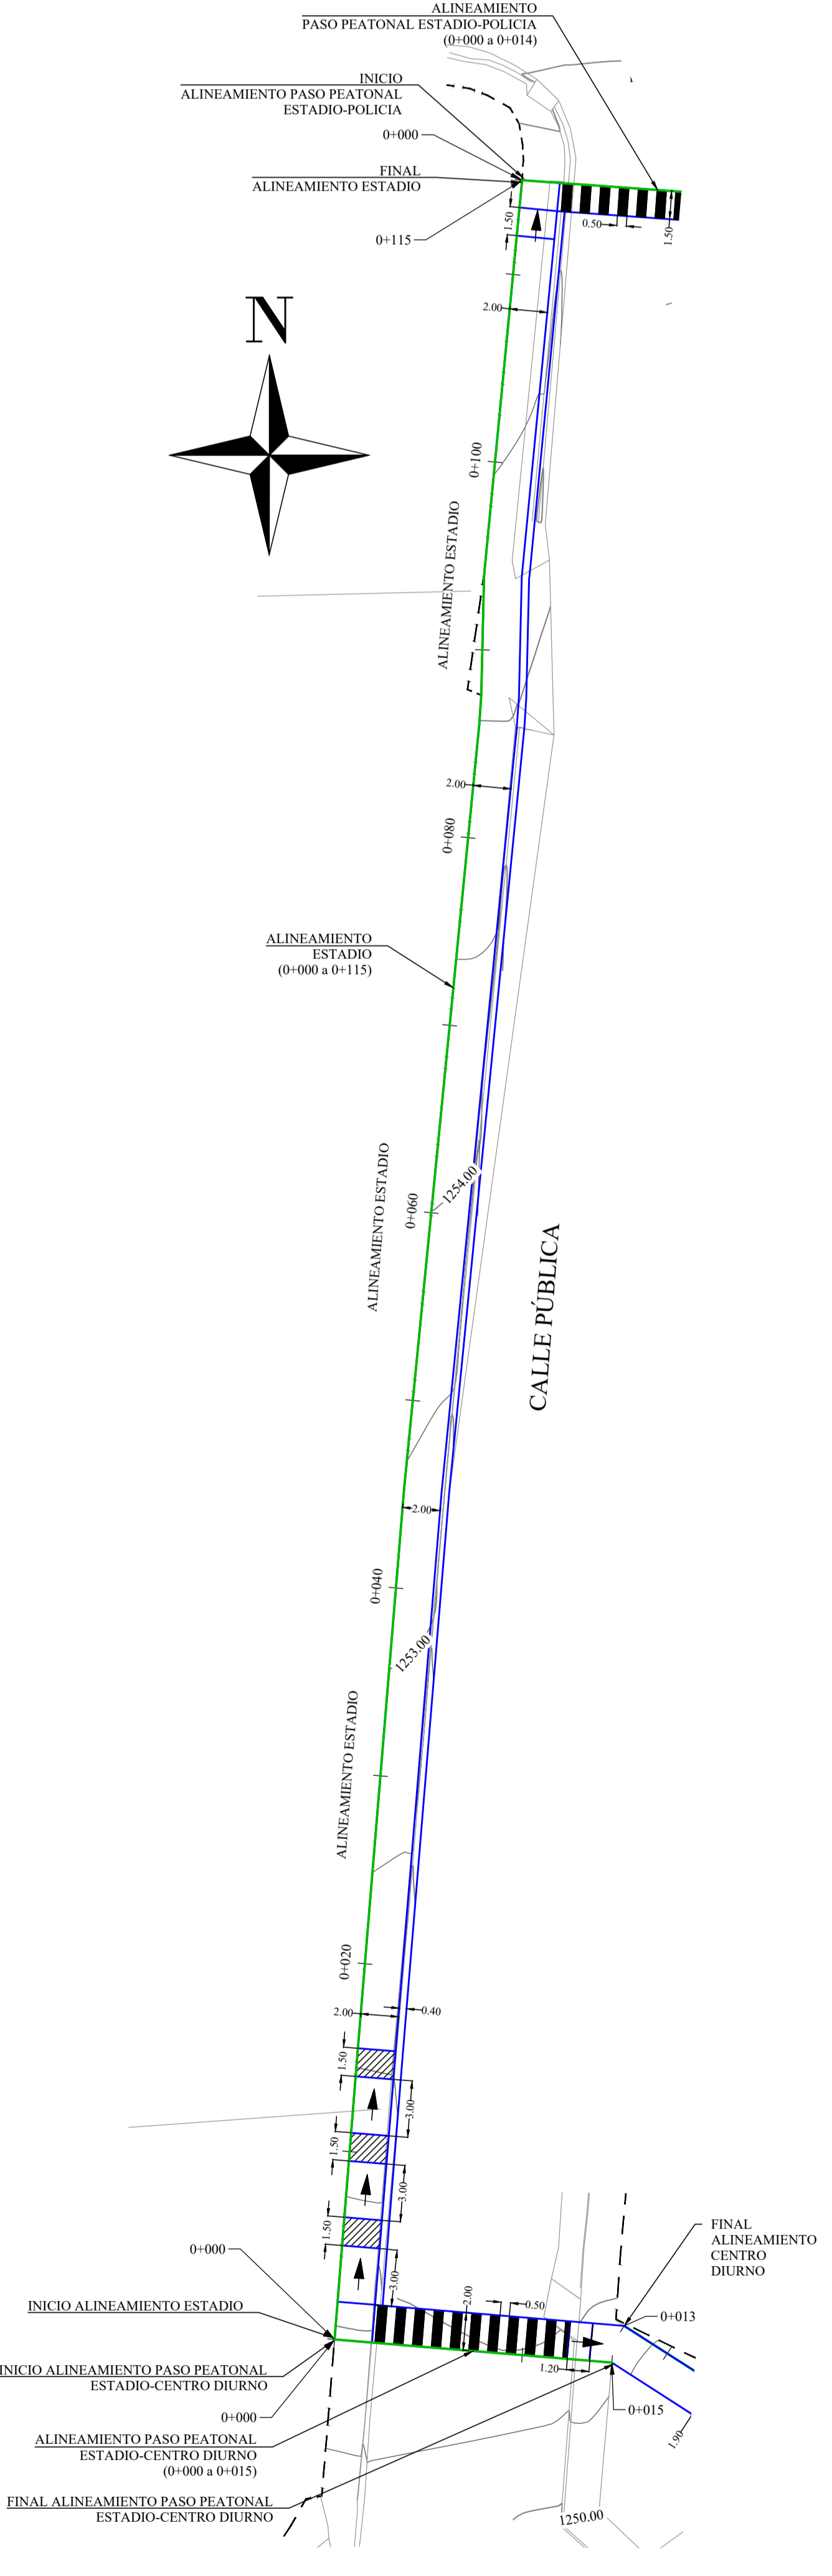 ALINEAMIENTO
PASO PEATONAL ESTADIO-POLICIA
(0+000 a 0+014)
INICIO
ALINEAMIENTO PASO PEATONAL
ESTADIO-POLICIA
0+000
FINAL
ALINEAMIENTO ESTADIO
0+115
1.50
0.50
1.50
2.00
N
0+100
ALINEAMIENTO ESTADIO
2.00
0+080
ALINEAMIENTO
ESTADIO
(0+000 a 0+115)
ALINEAMIENTO ESTADIO
0+060
1254.00
CALLE PÚBLICA
2.00
0+040
1253.00
ALINEAMIENTO ESTADIO
0+020
2.00
0.40
1.50
3.00
1.50
3.00
1.50
3.00
0+000
INICIO ALINEAMIENTO ESTADIO
INICIO ALINEAMIENTO PASO PEATONAL
ESTADIO-CENTRO DIURNO
0+000
ALINEAMIENTO PASO PEATONAL
ESTADIO-CENTRO DIURNO
(0+000 a 0+015)
FINAL ALINEAMIENTO PASO PEATONAL
ESTADIO-CENTRO DIURNO
2.00
0.50
1.20
FINAL
ALINEAMIENTO
CENTRO
DIURNO
0+013
0+015
1.90
1250.00